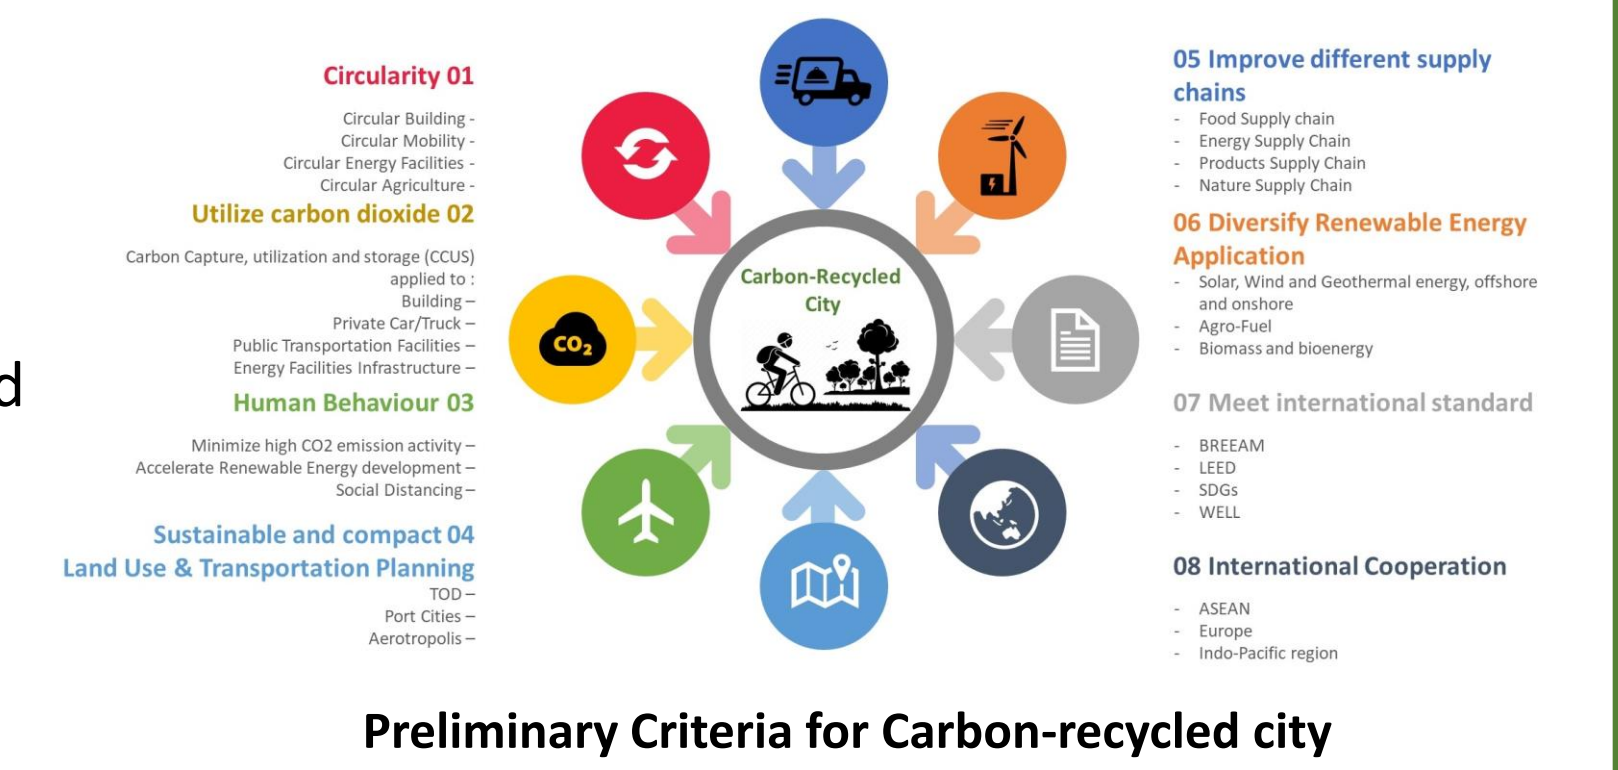 d
Circularity 01
Circular Building -
Circular Mobility -
Circular Energy Facilities -
Circular Agriculture -
Utilize carbon dioxide 02
Carbon Capture, utilization and storage (CCUS)
applied to :
Building –
Private Car/Truck –
Public Transportation Facilities –
Energy Facilities Infrastructure –
Human Behaviour 03
Minimize high CO2 emission activity –
Accelerate Renewable Energy development –
Social Distancing –
Sustainable and compact 04
Land Use & Transportation Planning
TOD –
Port Cities –
Aerotropolis –
CO₂
Carbon-Recycled
City
05 Improve different supply
chains
- Food Supply chain
- Energy Supply Chain
- Products Supply Chain
- Nature Supply Chain
06 Diversify Renewable Energy
Application
- Solar, Wind and Geothermal energy, offshore
and onshore
- Agro-Fuel
- Biomass and bioenergy
07 Meet international standard
- BREEAM
- LEED
- SDGs
- WELL
08 International Cooperation
- ASEAN
- Europe
- Indo-Pacific region
Preliminary Criteria for Carbon-recycled city